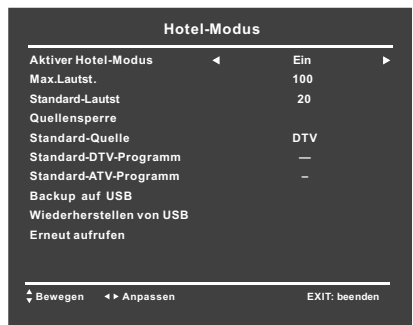 Hotel-Modus
Aktiver Hotel-Modus ◀ Ein ▶
Max.Lautst. 100
Standard-Lautst 20
Quellensperre
Standard-Quelle DTV
Standard-DTV-Programm —
Standard-ATV-Programm –
Backup auf USB
Wiederherstellen von USB
Erneut aufrufen
▲▼ Bewegen ◀▶ Anpassen EXIT: beenden